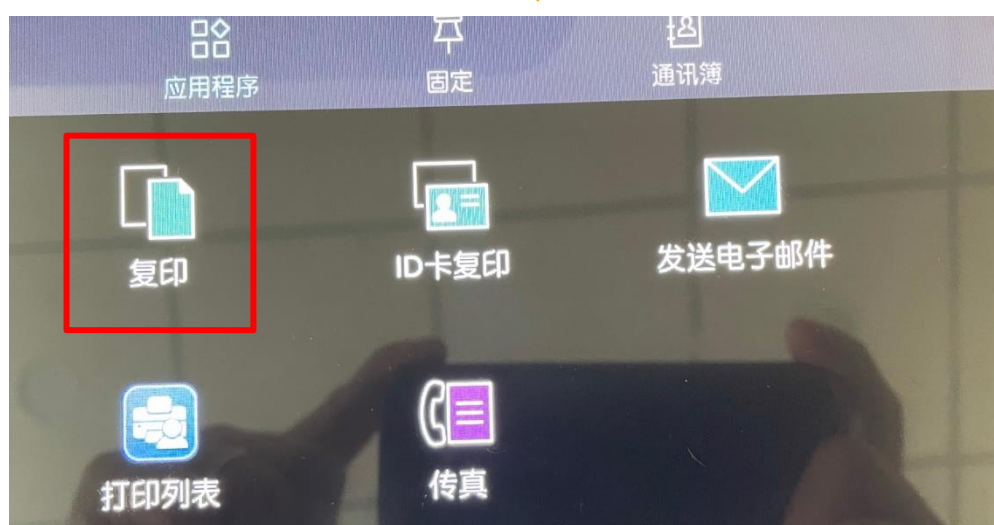 应用程序
固定
通讯簿
复印
ID卡复印
发送电子邮件
打印列表
传真